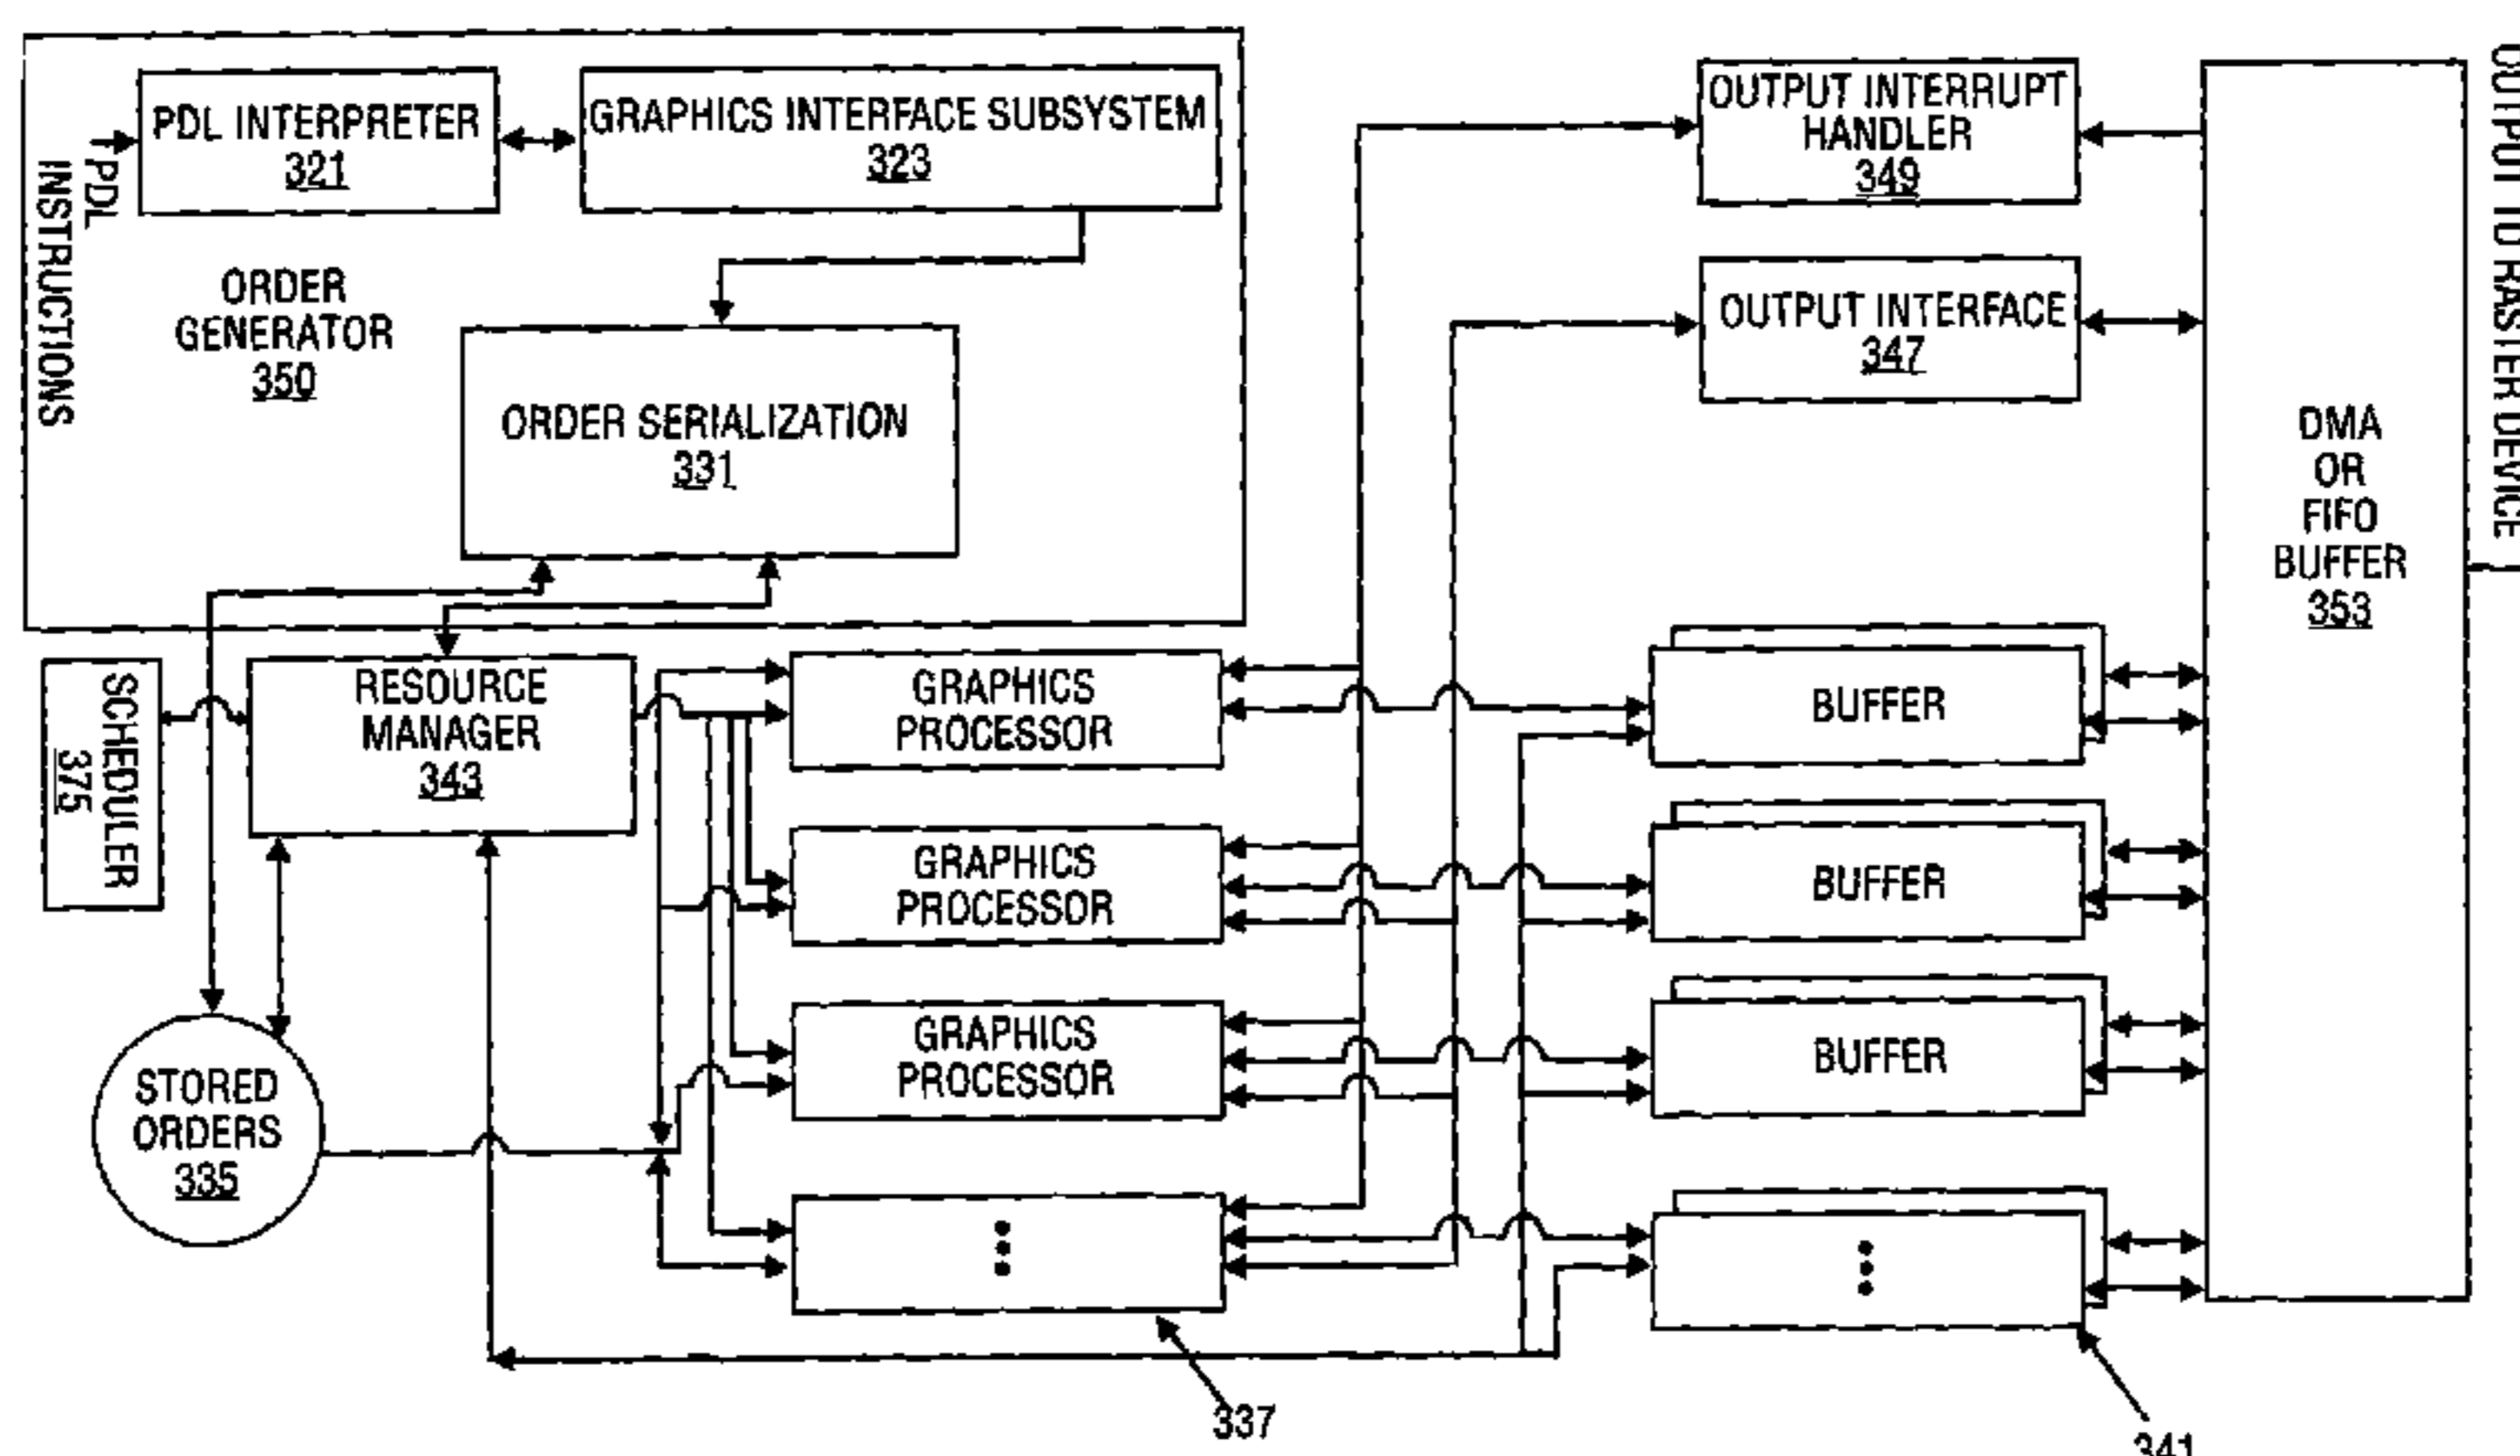 PDL
INSTRUCTIONS
PDL INTERPRETER
321
GRAPHICS INTERFACE SUBSYSTEM
323
ORDER
GENERATOR
350
ORDER SERIALIZATION
331
OUTPUT INTERRUPT
HANDLER
349
OUTPUT INTERFACE
347
DMA
OR
FIFO
BUFFER
353
OUTPUT TO RASTER DEVICE
SCHEDULER
375
RESOURCE
MANAGER
343
GRAPHICS
PROCESSOR
BUFFER
GRAPHICS
PROCESSOR
BUFFER
GRAPHICS
PROCESSOR
BUFFER
STORED
ORDERS
335
337
341